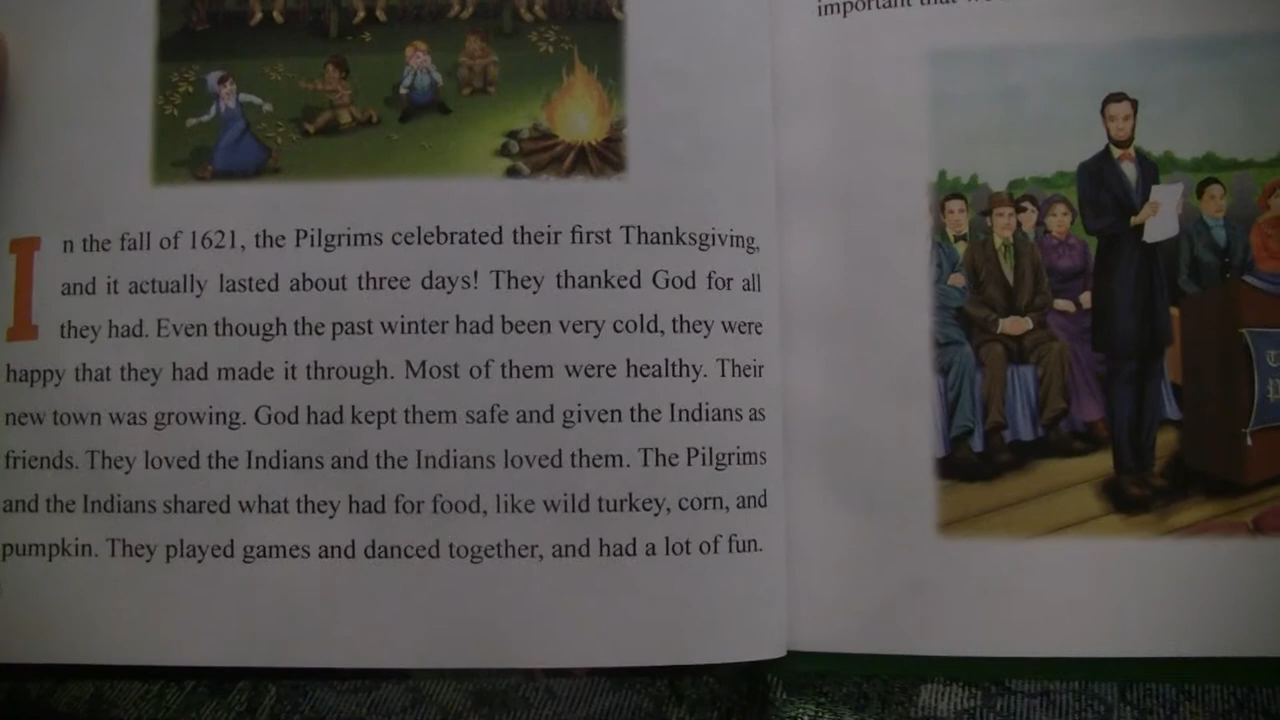 important
In the fall of 1621, the Pilgrims celebrated their first Thanksgiving,
and it actually lasted about three days! They thanked God for all
they had. Even though the past winter had been very cold, they were
happy that they had made it through. Most of them were healthy. Their
new town was growing. God had kept them safe and given the Indians as
friends. They loved the Indians and the Indians loved them. The Pilgrims
and the Indians shared what they had for food, like wild turkey, corn, and
pumpkin. They played games and danced together, and had a lot of fun.